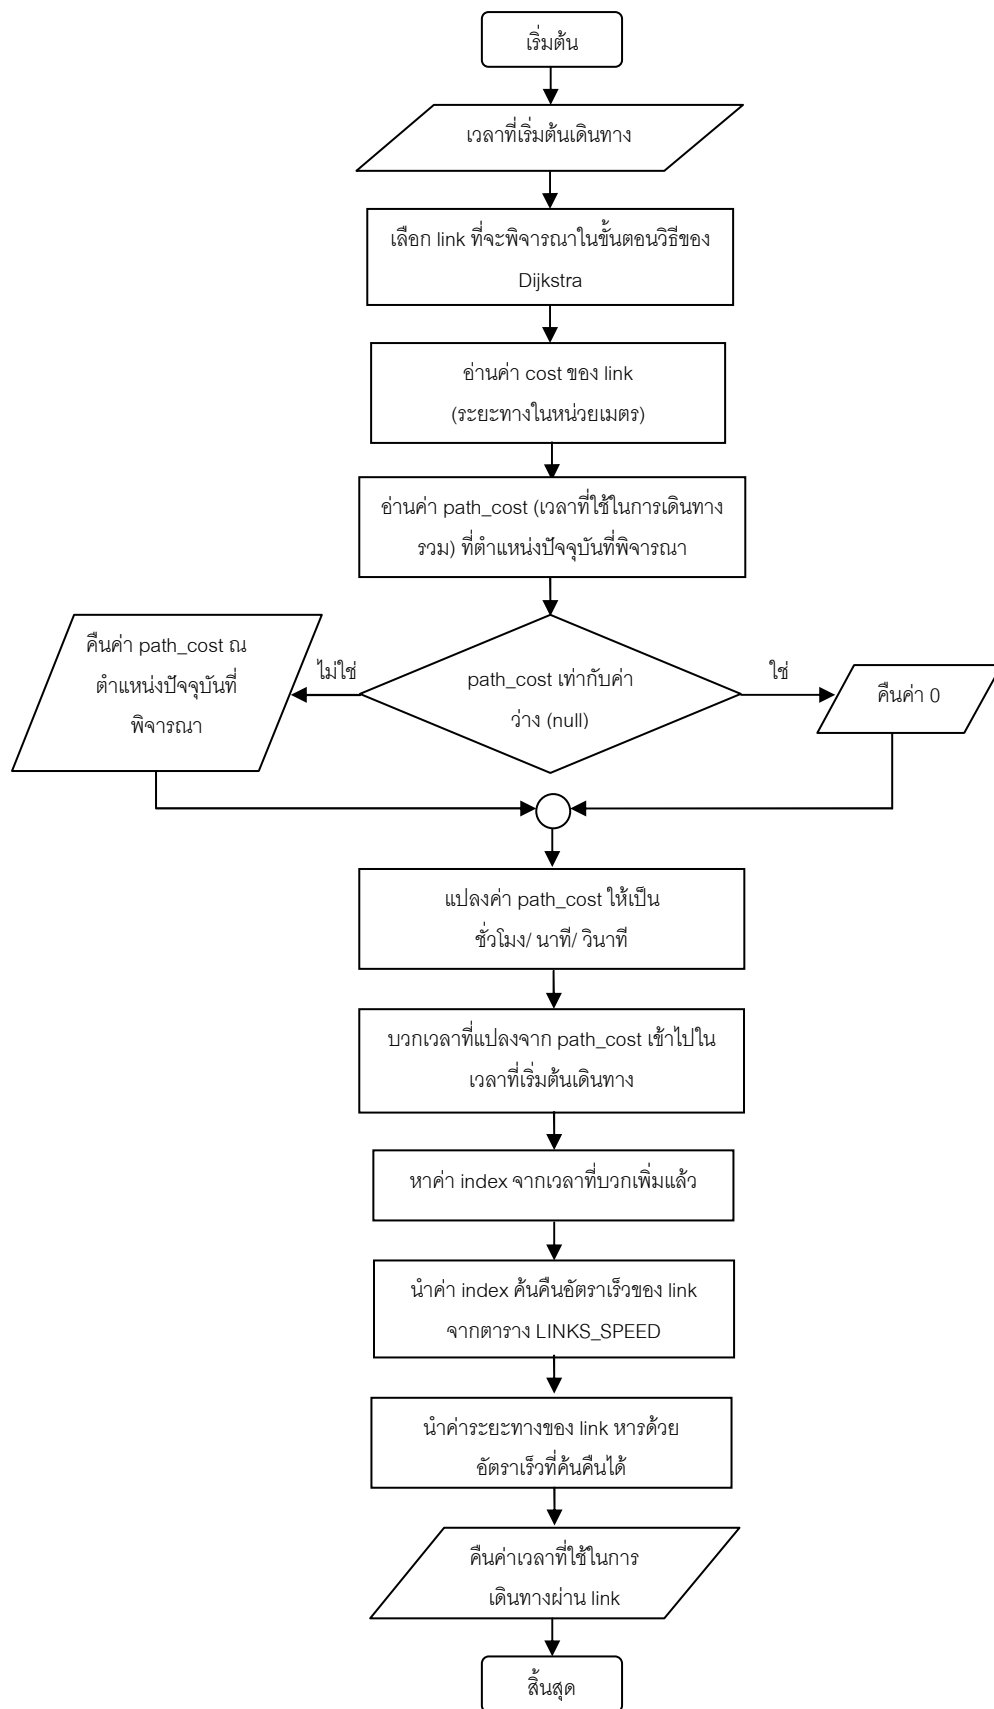 เริ่มต้น
เวลาที่เริ่มต้นเดินทาง
เลือก link ที่จะพิจารณาในขั้นตอนวิธีของ
Dijkstra
อ่านค่า cost ของ link
(ระยะทางในหน่วยเมตร)
อ่านค่า path_cost (เวลาที่ใช้ในการเดินทาง
รวม) ที่ตำแหน่งปัจจุบันที่พิจารณา
คืนค่า path_cost ณ
ตำแหน่งปัจจุบันที่
พิจารณา
ไม่ใช่
path_cost เท่ากับค่า
ว่าง (null)
ใช่
คืนค่า 0
แปลงค่า path_cost ให้เป็น
ชั่วโมง/ นาที/ วินาที
บวกเวลาที่แปลงจาก path_cost เข้าไปใน
เวลาที่เริ่มต้นเดินทาง
หาค่า index จากเวลาที่บวกเพิ่มแล้ว
นำค่า index ค้นคืนอัตราเร็วของ link
จากตาราง LINKS_SPEED
นำค่าระยะทางของ link หารด้วย
อัตราเร็วที่ค้นคืนได้
คืนค่าเวลาที่ใช้ในการ
เดินทางผ่าน link
สิ้นสุด